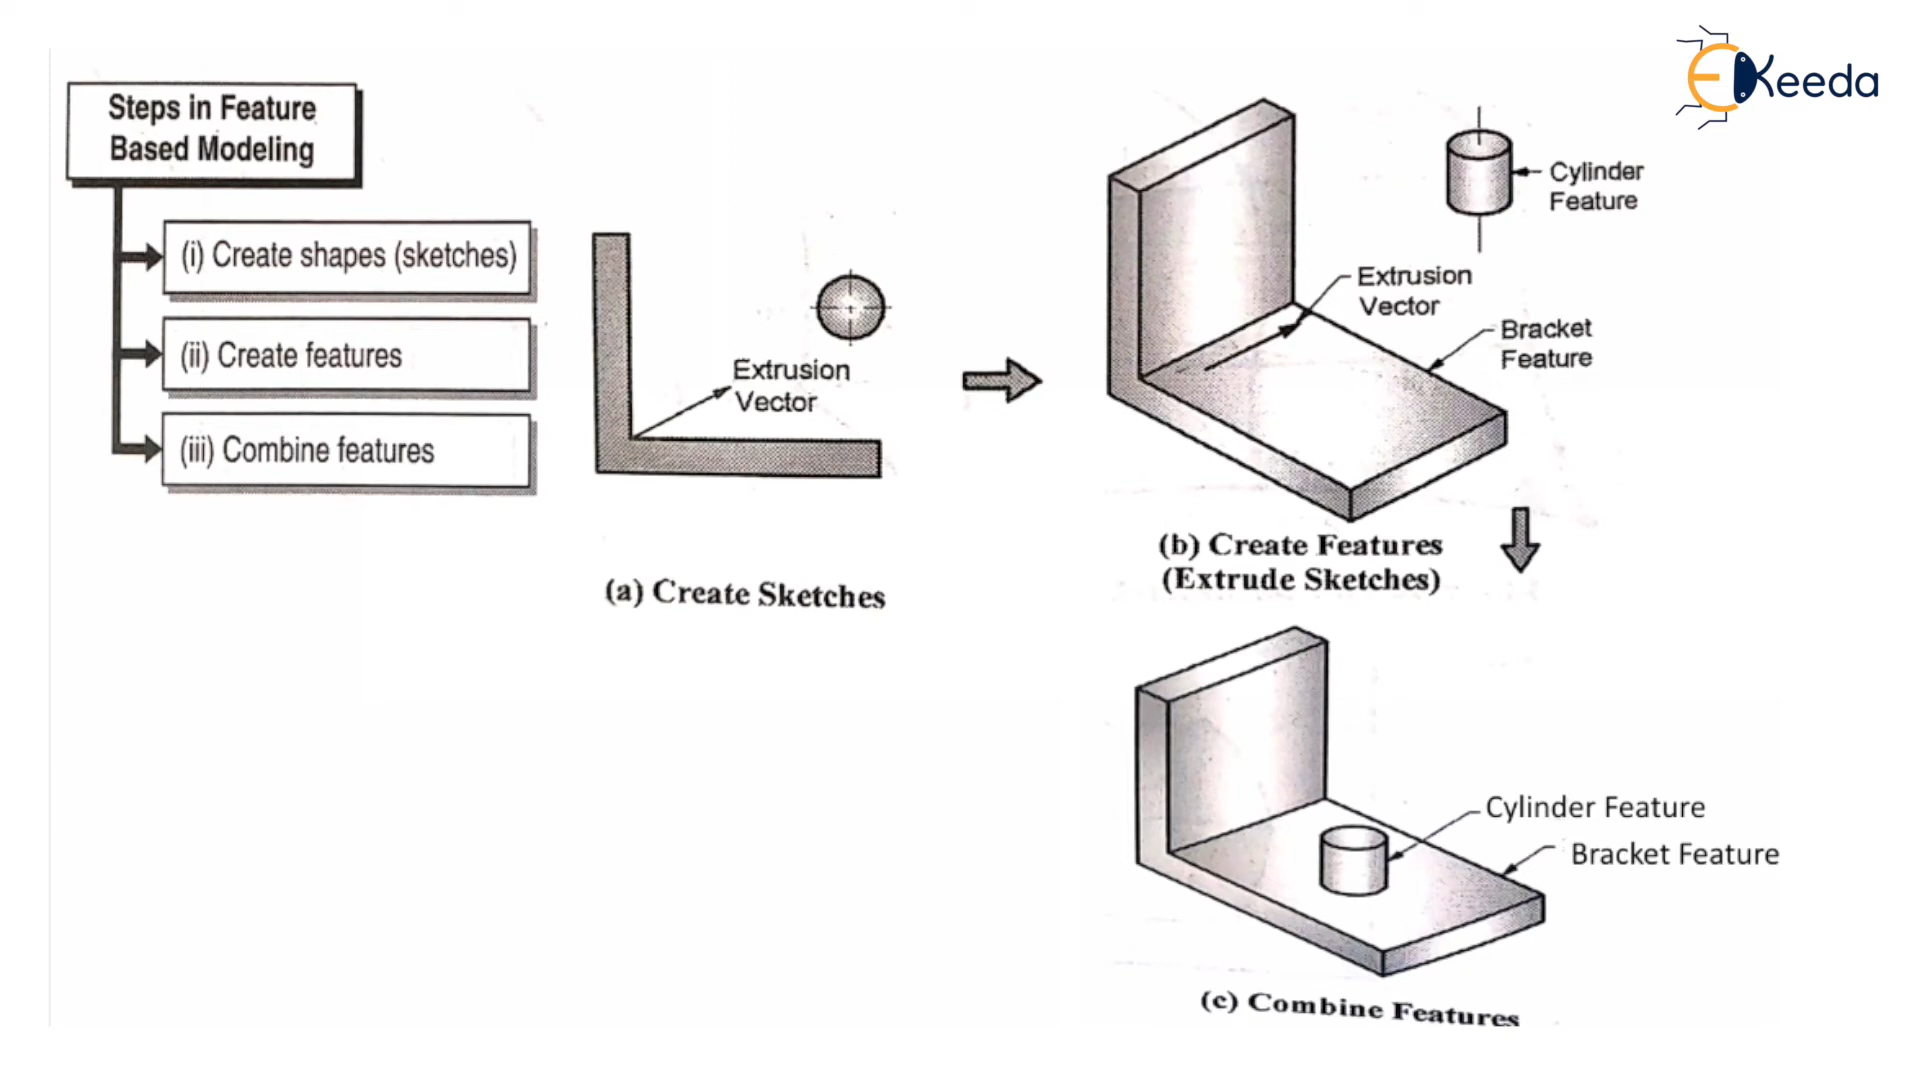 Keeda
Steps in Feature
Based Modeling
(i) Create shapes (sketches)
(ii) Create features
(iii) Combine features
Extrusion
Vector
(a) Create Sketches
Cylinder
Feature
Extrusion
Vector
Bracket
Feature
(b) Create Features
(Extrude Sketches)
Cylinder Feature
Bracket Feature
(c) Combine Features